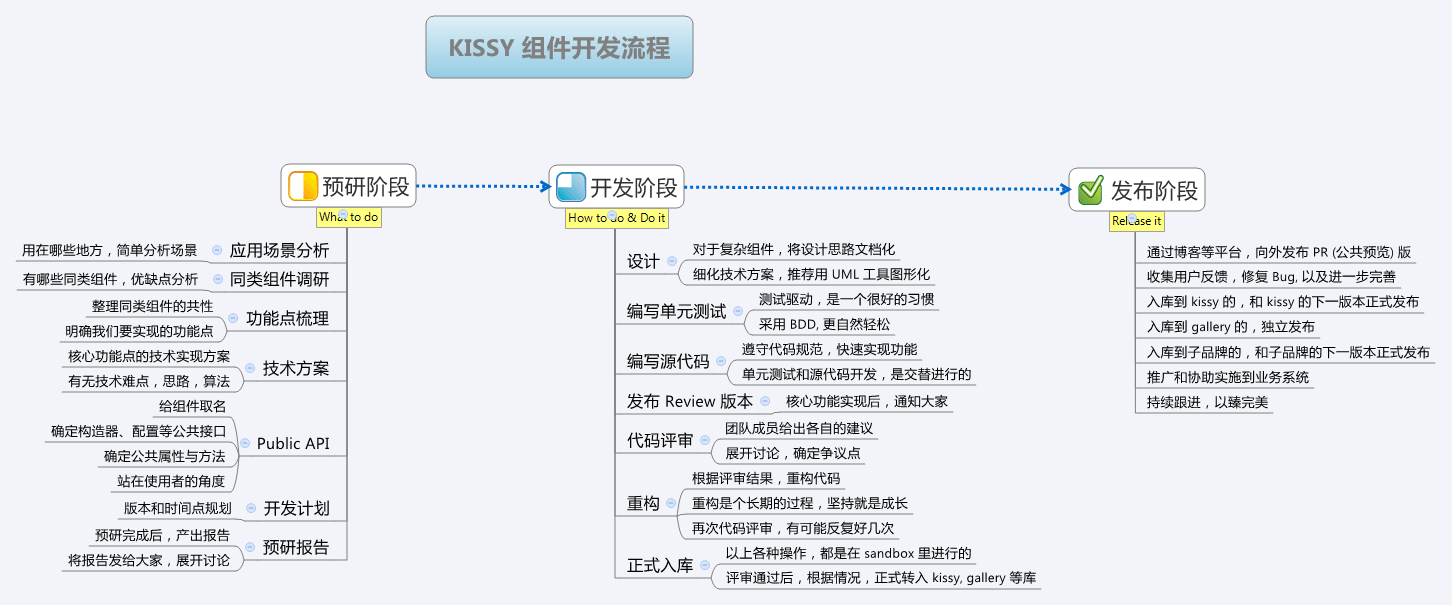 KISSY 组件开发流程
预研阶段
What to do
应用场景分析
用在哪些地方，简单分析场景
同类组件调研
有哪些同类组件，优缺点分析
功能点梳理
整理同类组件的共性
明确我们要实现的功能点
技术方案
核心功能点的技术实现方案
有无技术难点，思路，算法
Public API
给组件取名
确定构造器、配置等公共接口
确定公共属性与方法
站在使用者的角度
开发计划
版本和时间点规划
预研报告
预研完成后，产出报告
将报告发给大家，展开讨论
开发阶段
How to do & Do it
设计
对于复杂组件，将设计思路文档化
细化技术方案，推荐用 UML 工具图形化
编写单元测试
测试驱动，是一个很好的习惯
采用 BDD, 更自然轻松
编写源代码
遵守代码规范，快速实现功能
单元测试和源代码开发，是交替进行的
发布 Review 版本
核心功能实现后，通知大家
代码评审
团队成员给出各自的建议
展开讨论，确定争议点
重构
根据评审结果，重构代码
重构是个长期的过程，坚持就是成长
再次代码评审，有可能反复好几次
正式入库
以上各种操作，都是在 sandbox 里进行的
评审通过后，根据情况，正式转入 kissy, gallery 等库
发布阶段
Release it
通过博客等平台，向外发布 PR (公共预览) 版
收集用户反馈，修复 Bug, 以及进一步完善
入库到 kissy 的，和 kissy 的下一版本正式发布
入库到 gallery 的，独立发布
入库到子品牌的，和子品牌的下一版本正式发布
推广和协助实施到业务系统
持续跟进，以臻完美